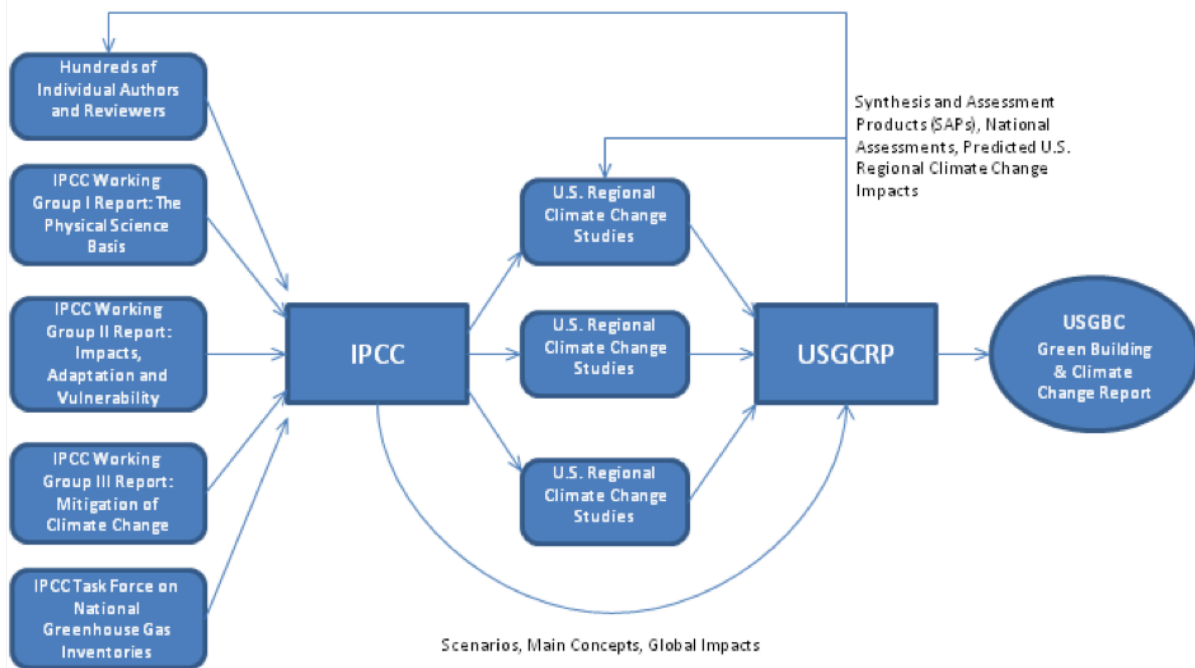 Hundreds of
Individual Authors
and Reviewers
IPCC Working
Group I Report: The
Physical Science
Basis
IPCC Working
Group II Report:
Impacts,
Adaptation and
Vulnerability
IPCC Working
Group III Report:
Mitigation of
Climate Change
IPCC Task Force on
National
Greenhouse Gas
Inventories
IPCC
U.S. Regional
Climate Change
Studies
U.S. Regional
Climate Change
Studies
U.S. Regional
Climate Change
Studies
Synthesis and Assessment
Products (SAPs), National
Assessments, Predicted U.S.
Regional Climate Change
Impacts
USGCRP
USGBC
Green Building
& Climate
Change Report
Scenarios, Main Concepts, Global Impacts